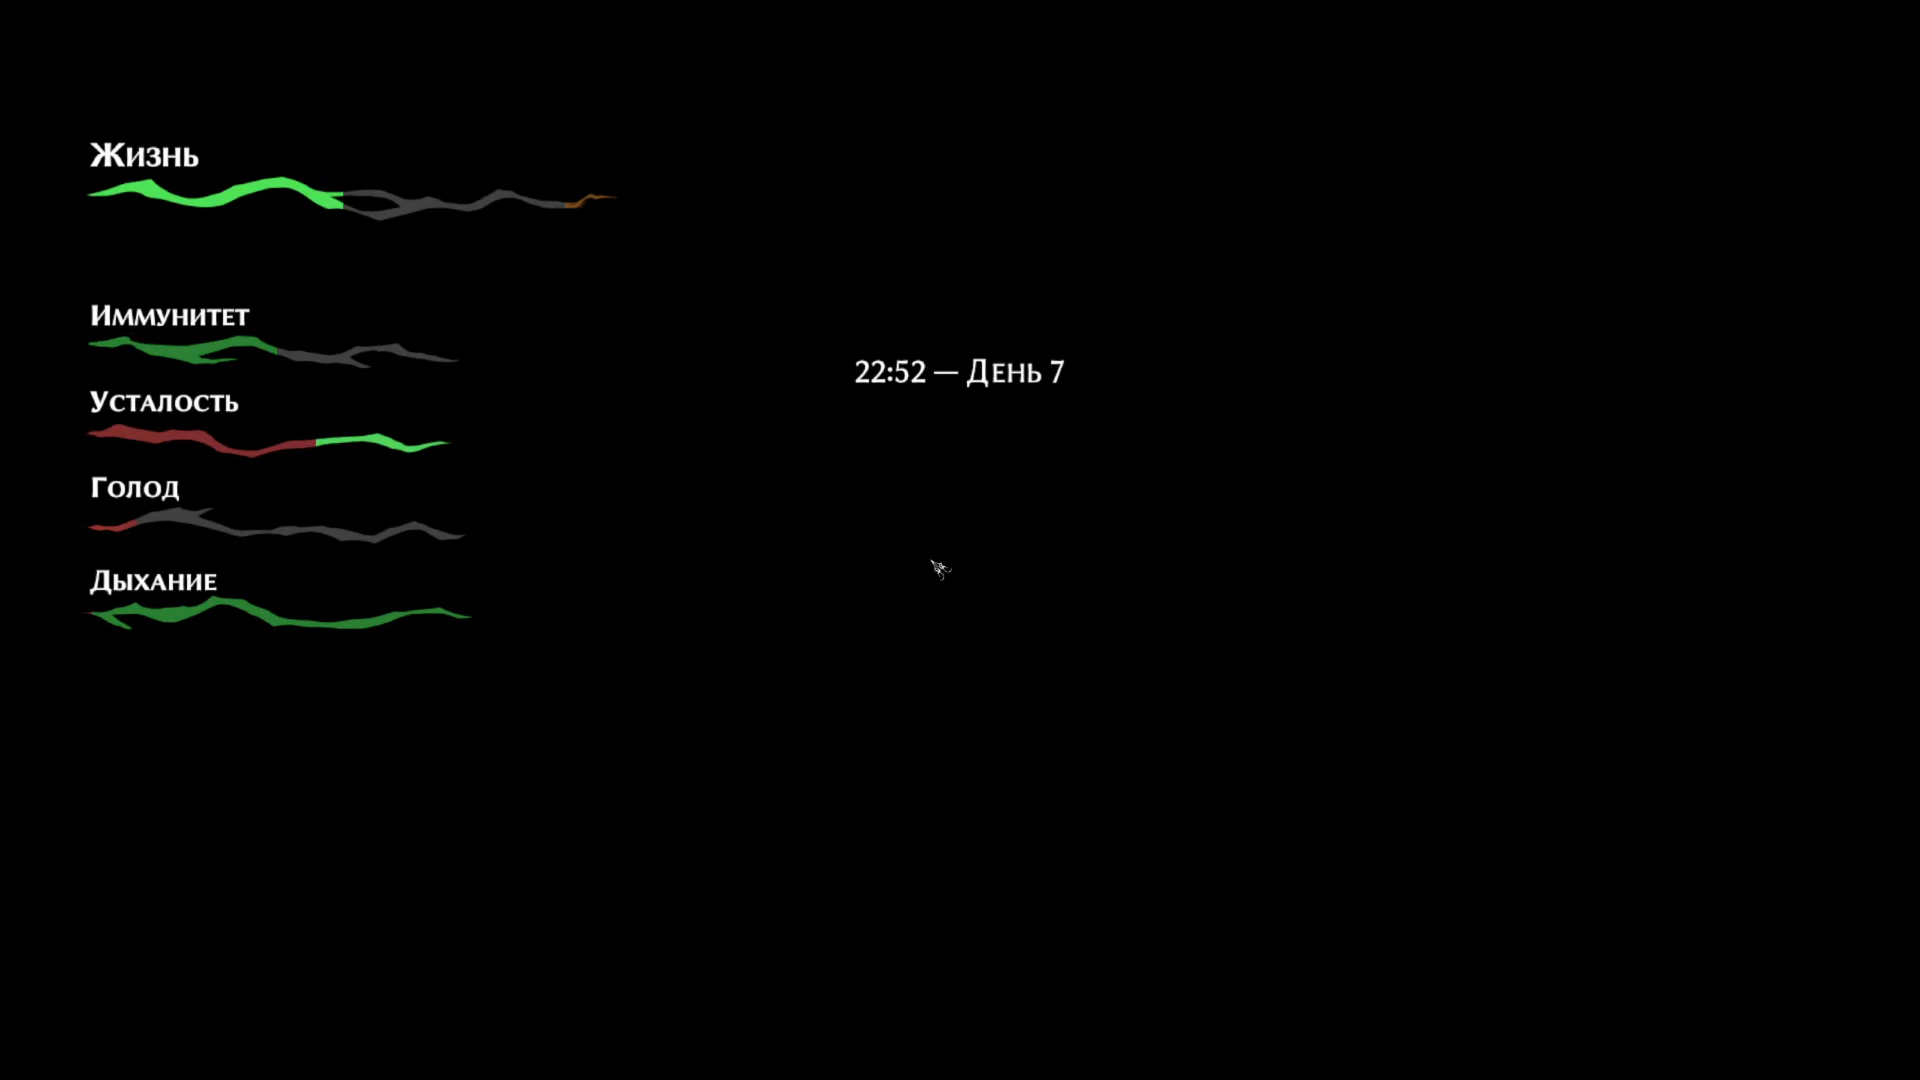 Жизнь
Иммунитет
22:52 — День 7
Усталость
Голод
Дыхание